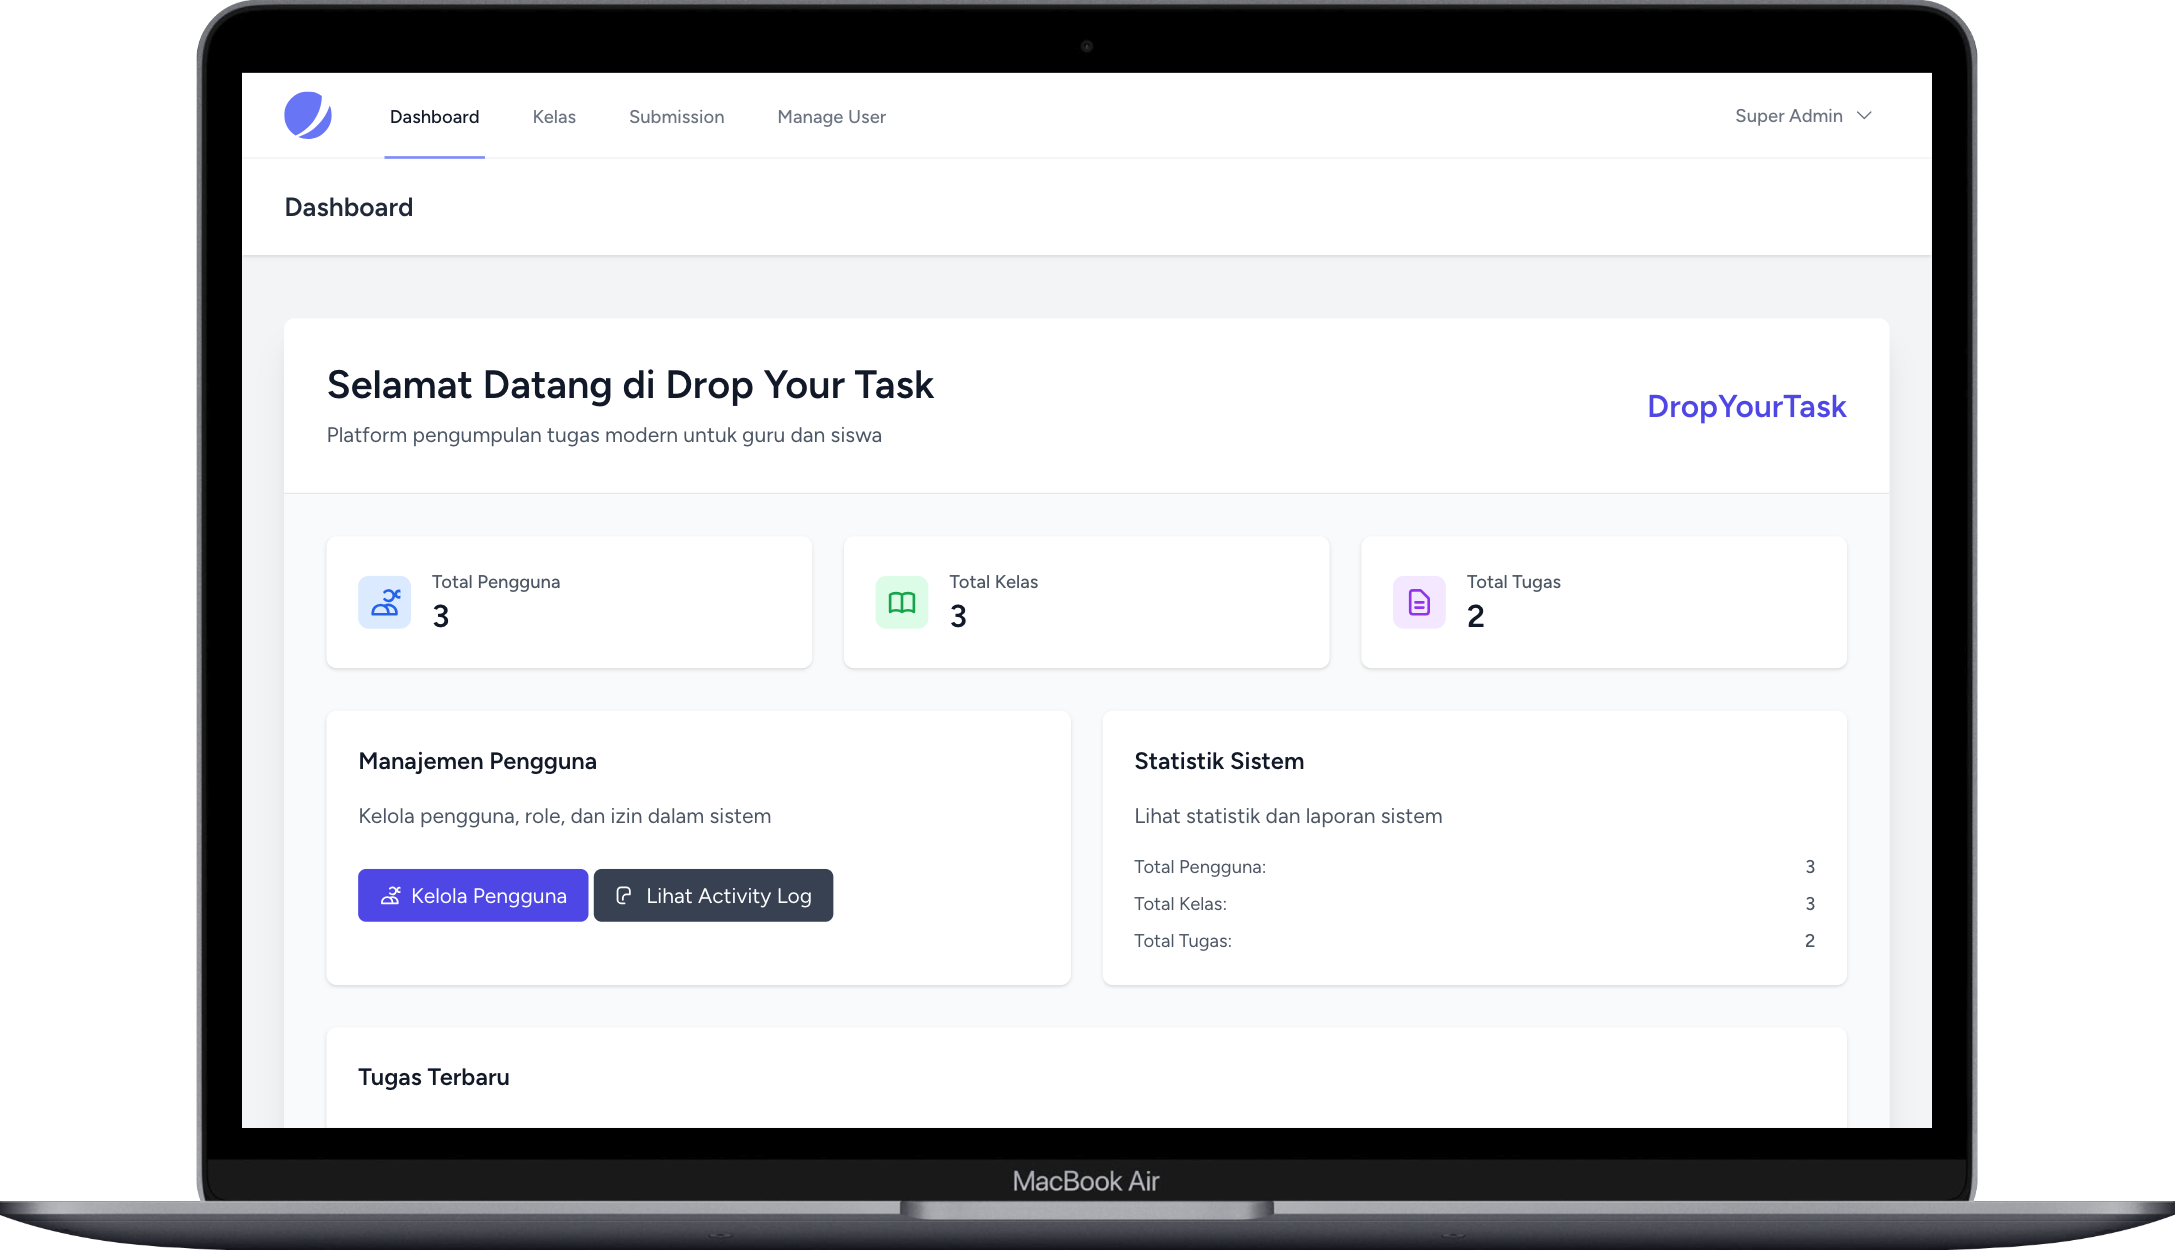 Dashboard
Kelas
Submission
Manage User
Super Admin
Dashboard
Selamat Datang di Drop Your Task
Platform pengumpulan tugas modern untuk guru dan siswa
DropYourTask
Total Pengguna
3
Total Kelas
3
Total Tugas
2
Manajemen Pengguna
Kelola pengguna, role, dan izin dalam sistem
Kelola Pengguna
Lihat Activity Log
Statistik Sistem
Lihat statistik dan laporan sistem
Total Pengguna: 3
Total Kelas: 3
Total Tugas: 2
Tugas Terbaru
MacBook Air